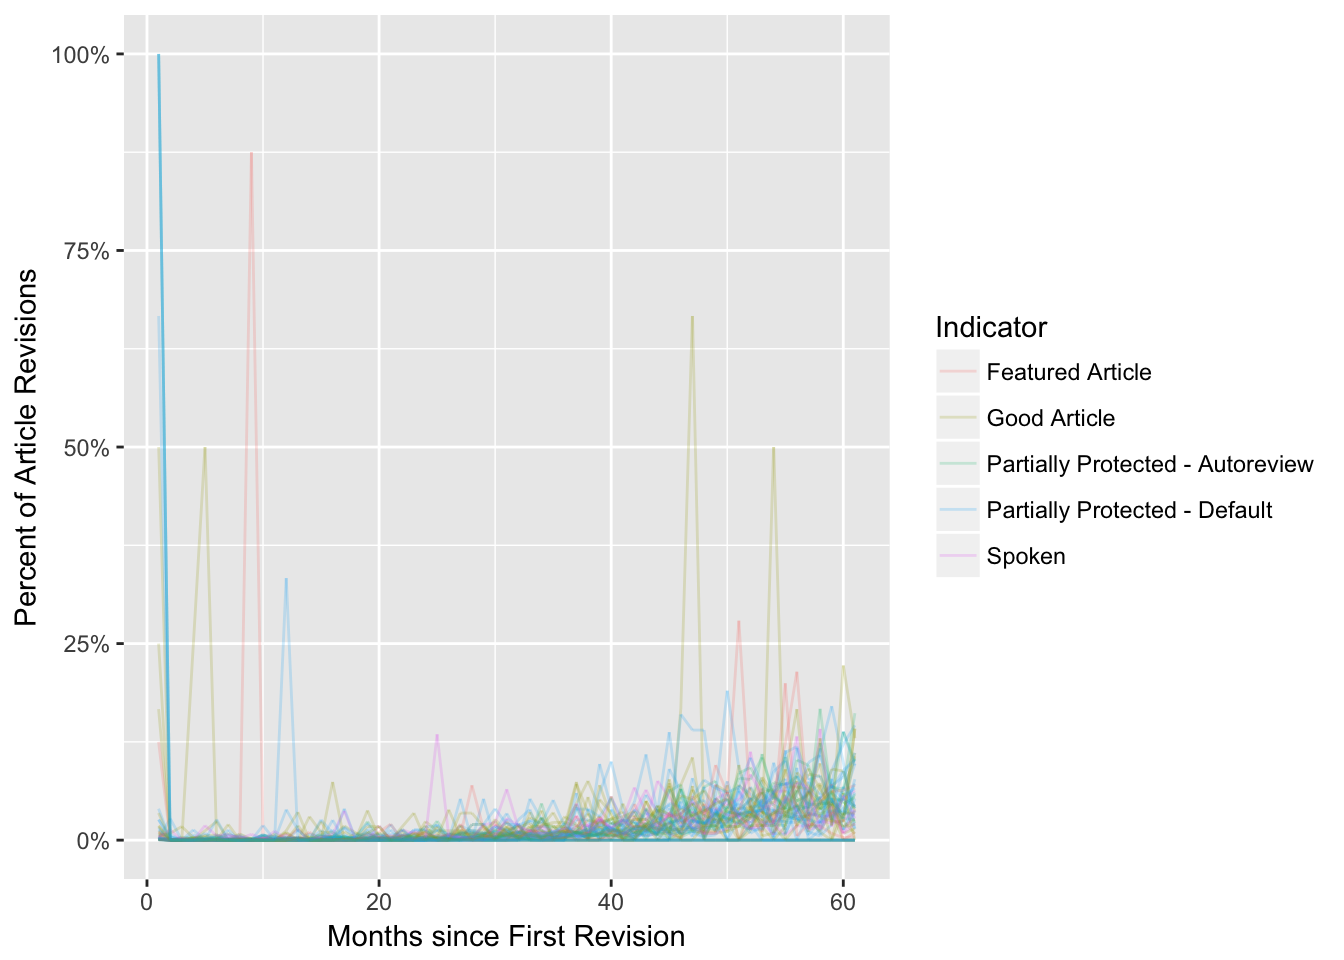 100%
75%
50%
25%
0%
0
20
40
60
Months since First Revision
Percent of Article Revisions
Indicator
Featured Article
Good Article
Partially Protected - Autoreview
Partially Protected - Default
Spoken